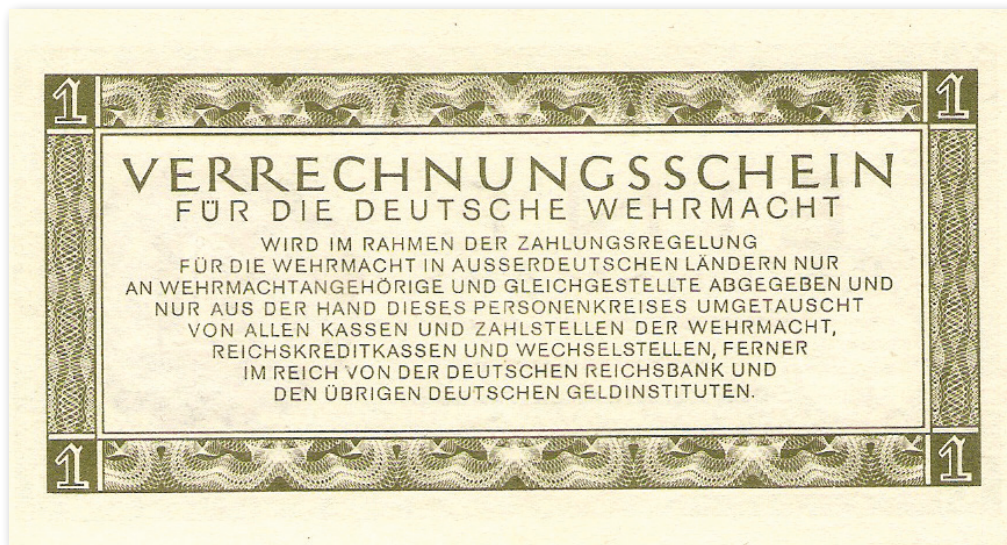 1 1
VERRECHNUNGSSCHEIN
FÜR DIE DEUTSCHE WEHRMACHT
WIRD IM RAHMEN DER ZAHLUNGSREGELUNG
FÜR DIE WEHRMACHT IN AUSSERDEUTSCHEN LÄNDERN NUR
AN WEHRMACHTANGEHÖRIGE UND GLEICHGESTELLTE ABGEGEBEN UND
NUR AUS DER HAND DIESES PERSONENKREISES UMGETAUSCHT
VON ALLEN KASSEN UND ZAHLSTELLEN DER WEHRMACHT,
REICHSKREDITKASSEN UND WECHSELSTELLEN, FERNER
IM REICH VON DER DEUTSCHEN REICHSBANK UND
DEN ÜBRIGEN DEUTSCHEN GELDINSTITUTEN.
1 1